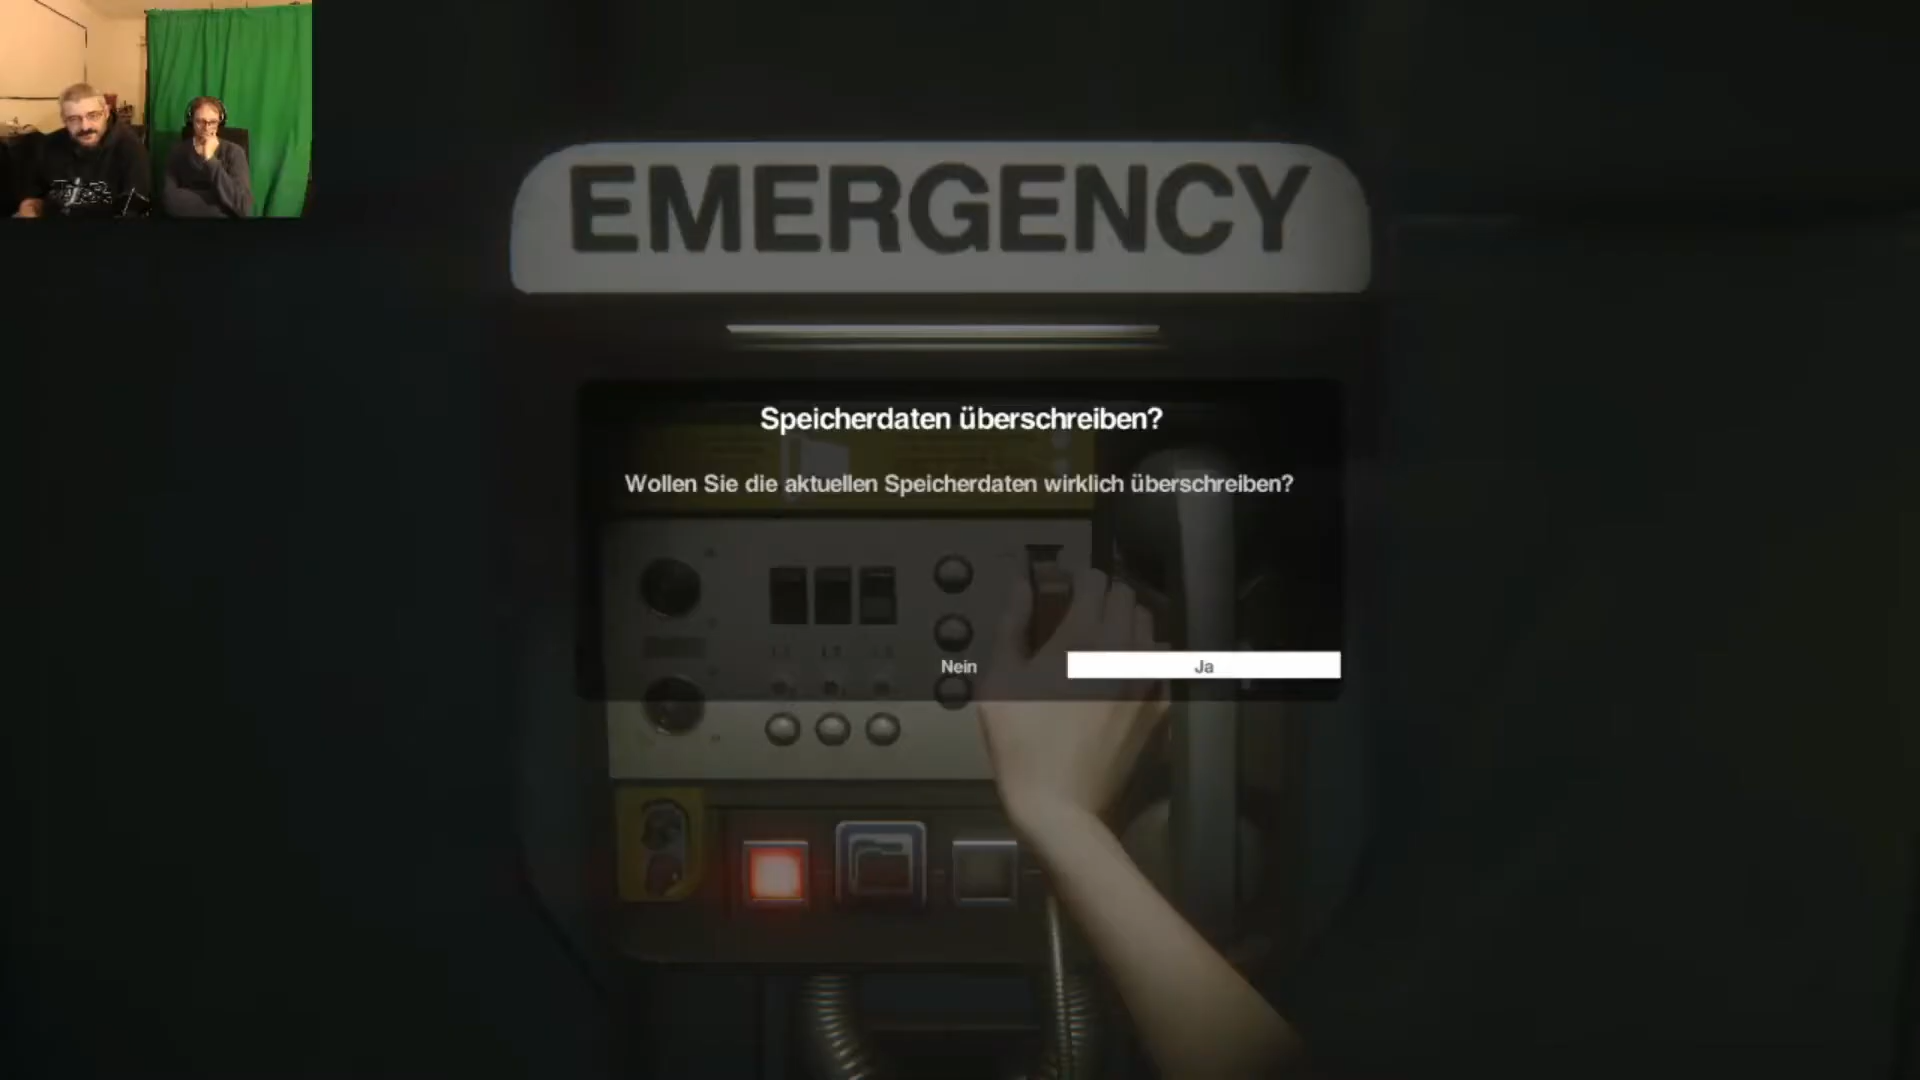 EMERGENCY
Speicherdaten überschreiben?
Wollen Sie die aktuellen Speicherdaten wirklich überschreiben?
Nein
Ja